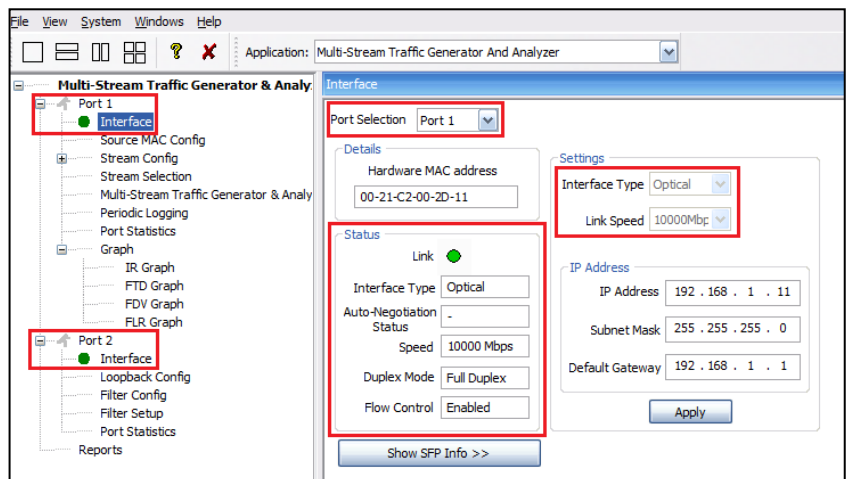 File View System Windows Help
Application: Multi-Stream Traffic Generator And Analyzer
Multi-Stream Traffic Generator & Analy
Port 1
Interface
Source MAC Config
Stream Config
Stream Selection
Multi-Stream Traffic Generator & Analy
Periodic Logging
Port Statistics
Graph
IR Graph
FTD Graph
FDV Graph
FLR Graph
Port 2
Interface
Loopback Config
Filter Config
Filter Setup
Port Statistics
Reports
Interface
Port Selection Port 1
Details
Hardware MAC address
00-21-C2-00-2D-11
Status
Link
Interface Type Optical
Auto-Negotiation Status -
Speed 10000 Mbps
Duplex Mode Full Duplex
Flow Control Enabled
Show SFP Info >>
Settings
Interface Type Optical
Link Speed 10000Mbp
IP Address
IP Address 192 . 168 . 1 . 11
Subnet Mask 255 . 255 . 255 . 0
Default Gateway 192 . 168 . 1 . 1
Apply